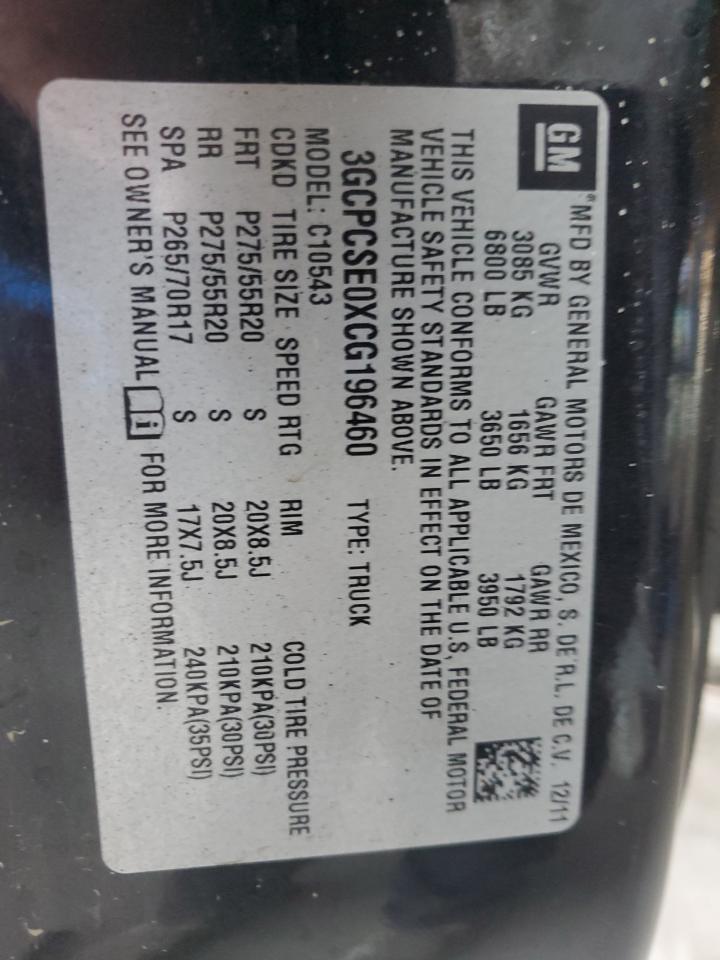 GM ®MFD BY GENERAL MOTORS DE MEXICO, S. DE R.L. DE C.V. 12/11
GVWR GAWR FRT GAWR RR
3085 KG 1656 KG 1792 KG
6800 LB 3650 LB 3950 LB
THIS VEHICLE CONFORMS TO ALL APPLICABLE U.S. FEDERAL MOTOR
VEHICLE SAFETY STANDARDS IN EFFECT ON THE DATE OF
MANUFACTURE SHOWN ABOVE.
3GCPCSE0XCG196460 TYPE: TRUCK
MODEL: C10543
CDKD TIRE SIZE SPEED RTG RIM COLD TIRE PRESSURE
FRT P275/55R20 S 20X8.5J 210KPA(30PSI)
RR P275/55R20 S 20X8.5J 210KPA(30PSI)
SPA P265/70R17 S 17X7.5J 240KPA(35PSI)
SEE OWNER'S MANUAL i FOR MORE INFORMATION.